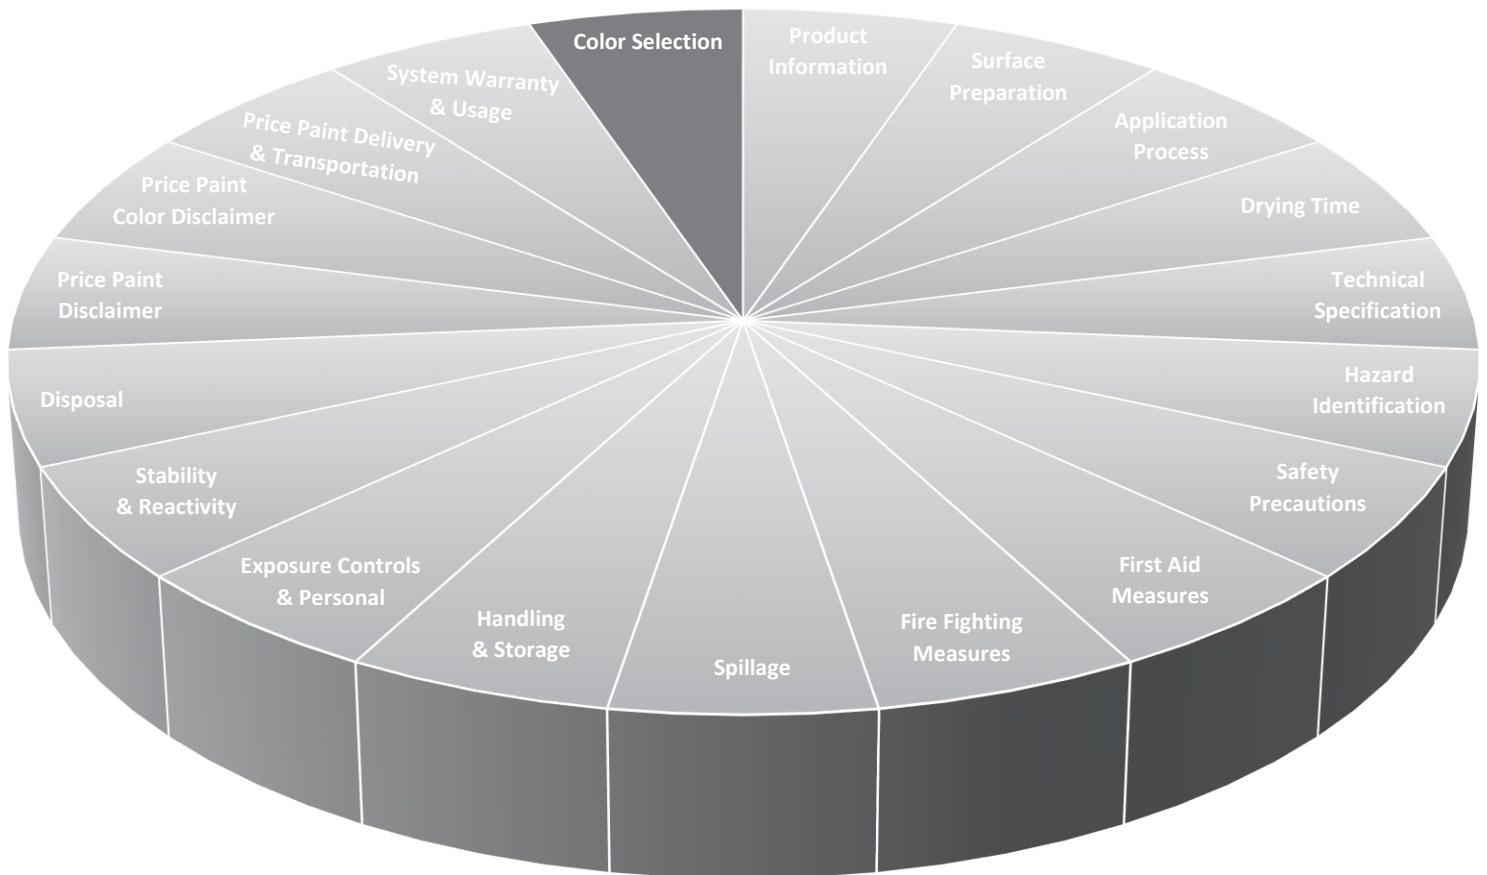 Color Selection
Product
Information
Surface
Preparation
Application
Process
Drying Time
Technical
Specification
Hazard
Identification
Safety
Precautions
First Aid
Measures
Fire Fighting
Measures
Spillage
Handling
& Storage
Exposure Controls
& Personal
Stability
& Reactivity
Disposal
Price Paint
Disclaimer
Price Paint
Color Disclaimer
Price Paint Delivery
& Transportation
System Warranty
& Usage